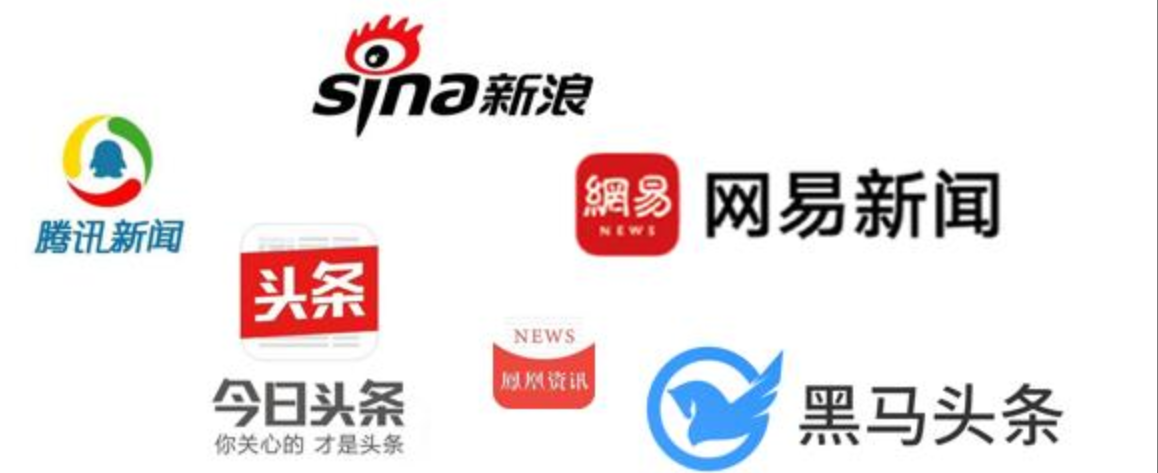 sina新浪
腾讯新闻
網易
NEWS
网易新闻
头条
今日头条
你关心的 才是头条
NEWS
鳳凰资讯
黑马头条